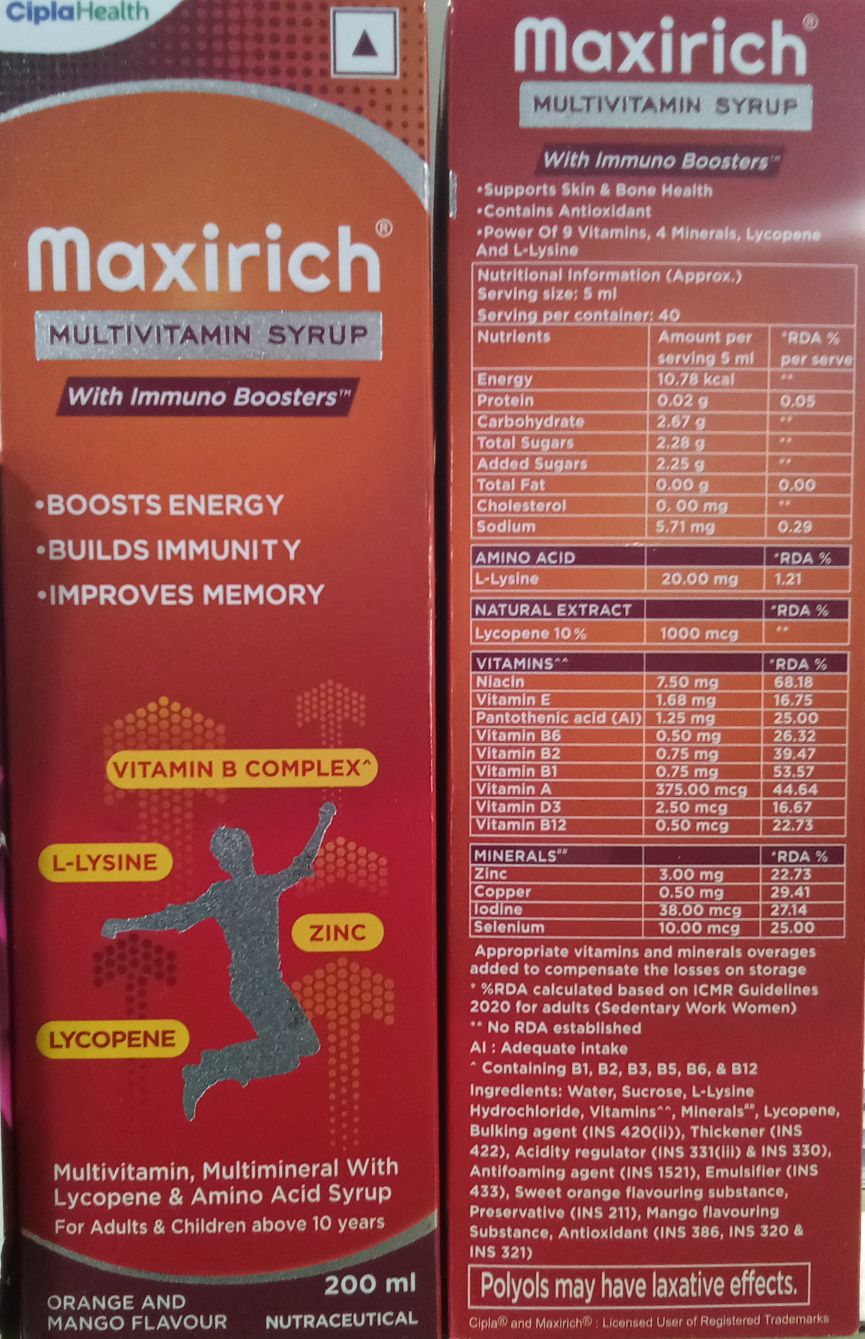 CiplaHealth
Maxirich®
MULTIVITAMIN SYRUP
With Immuno Boosters™
•BOOSTS ENERGY
•BUILDS IMMUNITY
•IMPROVES MEMORY
VITAMIN B COMPLEX^
L-LYSINE
ZINC
LYCOPENE
Multivitamin, Multimineral With
Lycopene & Amino Acid Syrup
For Adults & Children above 10 years
200 ml
ORANGE AND
MANGO FLAVOUR NUTRACEUTICAL
Maxirich®
MULTIVITAMIN SYRUP
With Immuno Boosters™
•Supports Skin & Bone Health
•Contains Antioxidant
•Power Of 9 Vitamins, 4 Minerals, Lycopene
And L-Lysine
Nutritional Information (Approx.)
Serving size: 5 ml
Serving per container: 40
Nutrients Amount per *RDA %
serving 5 ml per serve
Energy 10.78 kcal **
Protein 0.02 g 0.05
Carbohydrate 2.67 g **
Total Sugars 2.28 g **
Added Sugars 2.25 g **
Total Fat 0.00 g 0.00
Cholesterol 0. 00 mg **
Sodium 5.71 mg 0.29
AMINO ACID *RDA %
L-Lysine 20.00 mg 1.21
NATURAL EXTRACT *RDA %
Lycopene 10% 1000 mcg **
VITAMINS^^ *RDA %
Niacin 7.50 mg 68.18
Vitamin E 1.68 mg 16.75
Pantothenic acid (AI) 1.25 mg 25.00
Vitamin B6 0.50 mg 26.32
Vitamin B2 0.75 mg 39.47
Vitamin B1 0.75 mg 53.57
Vitamin A 375.00 mcg 44.64
Vitamin D3 2.50 mcg 16.67
Vitamin B12 0.50 mcg 22.73
MINERALS## *RDA %
Zinc 3.00 mg 22.73
Copper 0.50 mg 29.41
Iodine 38.00 mcg 27.14
Selenium 10.00 mcg 25.00
Appropriate vitamins and minerals overages
added to compensate the losses on storage
* %RDA calculated based on ICMR Guidelines
2020 for adults (Sedentary Work Women)
** No RDA established
AI : Adequate intake
^ Containing B1, B2, B3, B5, B6, & B12
Ingredients: Water, Sucrose, L-Lysine
Hydrochloride, Vitamins^^, Minerals##, Lycopene,
Bulking agent (INS 420(ii)), Thickener (INS
422), Acidity regulator (INS 331(iii) & INS 330),
Antifoaming agent (INS 1521), Emulsifier (INS
433), Sweet orange flavouring substance,
Preservative (INS 211), Mango flavouring
Substance, Antioxidant (INS 386, INS 320 &
INS 321)
Polyols may have laxative effects.
Cipla® and Maxirich® : Licensed User of Registered Trademarks